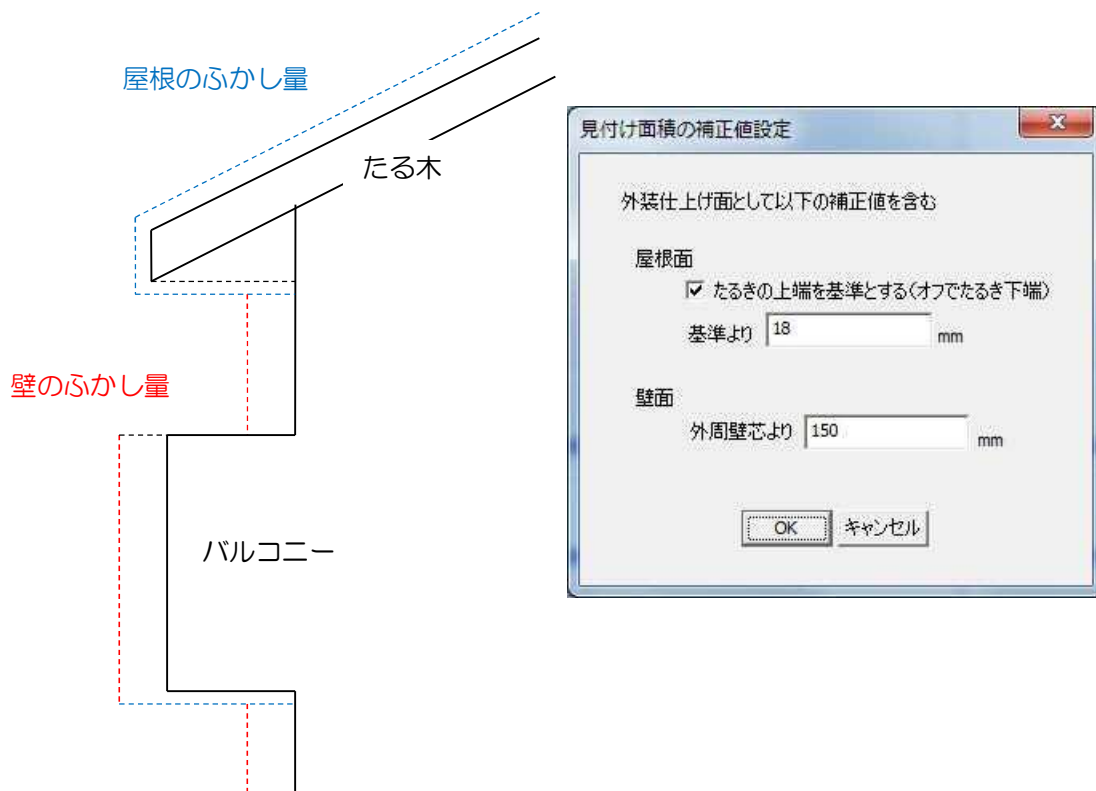 屋根のふかし量
たる木
壁のふかし量
バルコニー
見付け面積の補正値設定
外装仕上げ面として以下の補正値を含む
屋根面
たるきの上端を基準とする(オフでたるき下端)
基準より 18 mm
壁面
外周壁芯より 150 mm
OK キャンセル